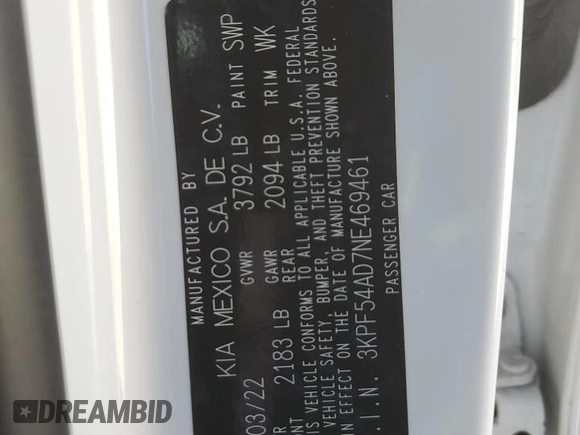 MANUFACTURED BY
KIA MEXICO S.A. DE C.V.
03/22 GVWR 3792 LB PAINT SWP
GAWR
2183 LB REAR 2094 LB TRIM WK
VEHICLE CONFORMS TO ALL APPLICABLE U.S.A. FEDERAL
VEHICLE SAFETY, BUMPER, AND THEFT PREVENTION STANDARDS
IN EFFECT ON THE DATE OF MANUFACTURE SHOWN ABOVE.
.I.N. 3KPF54AD7NE469461
PASSENGER CAR